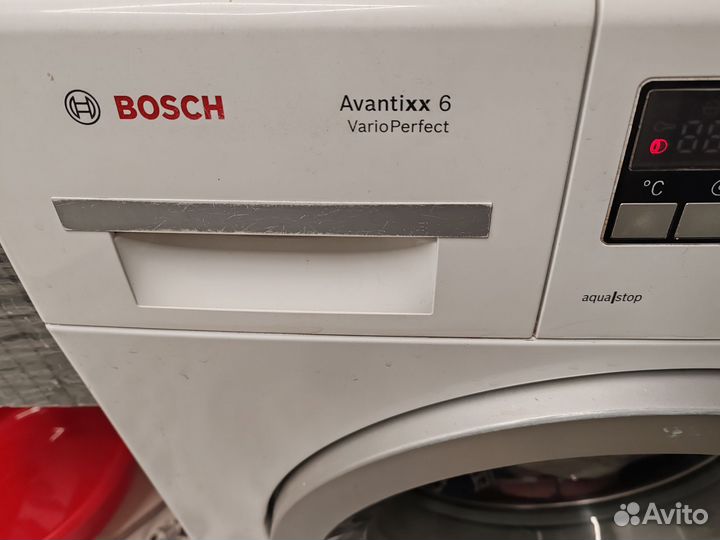 BOSCH
Avantixx 6
VarioPerfect
°C
aqua stop
Avito